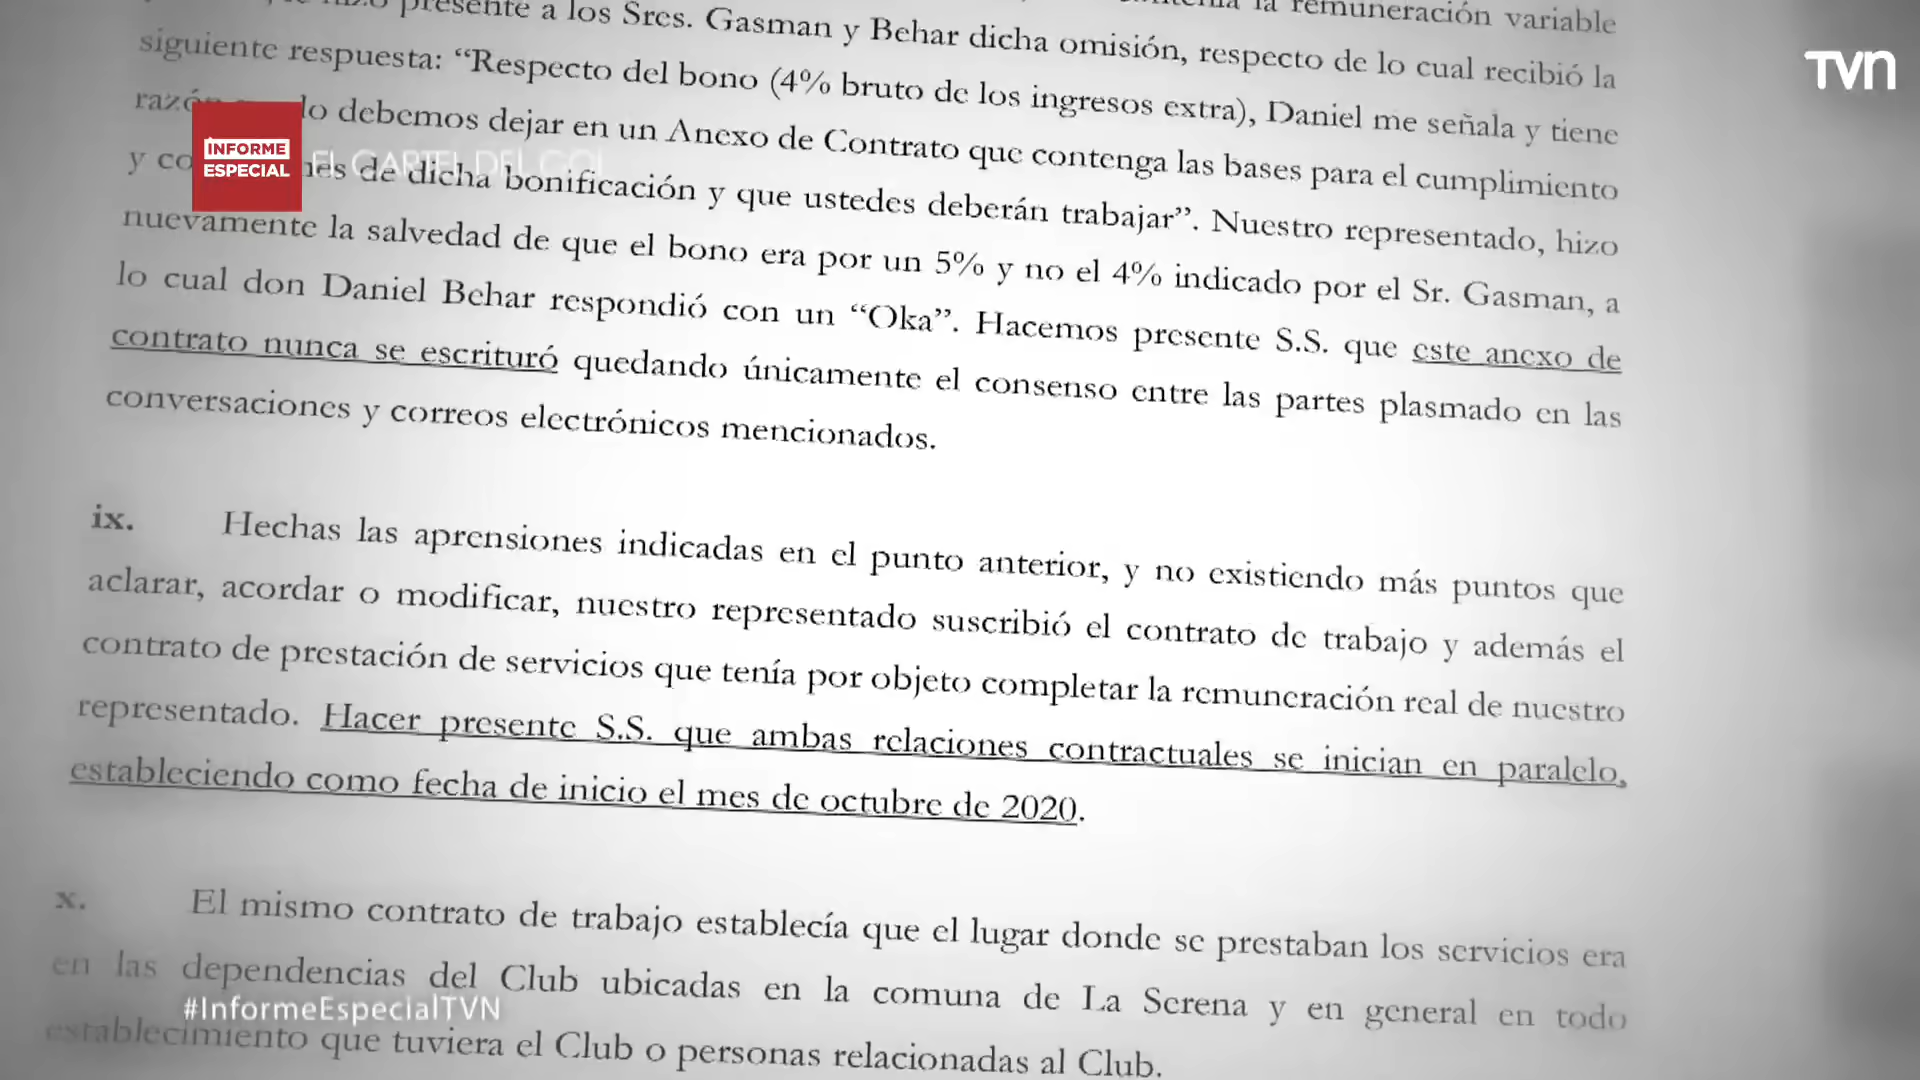 presente a los Sres. Gasman y Behar dicha omisión, respecto de lo cual recibió la
la remuneración variable
siguiente respuesta: “Respecto del bono (4% bruto de los ingresos extra), Daniel me señala y tiene
lo debemos dejar en un Anexo de Contrato que contenga las bases para el cumplimiento
y de dicha bonificación y que ustedes deberán trabajar”. Nuestro representado, hizo
nuevamente la salvedad de que el bono era por un 5% y no el 4% indicado por el Sr. Gasman, a
lo cual don Daniel Behar respondió con un “Oka”. Hacemos presente S.S. que este anexo de
contrato nunca se escrituró quedando únicamente el consenso entre las partes plasmado en las
conversaciones y correos electrónicos mencionados.
ix. Hechas las aprensiones indicadas en el punto anterior, y no existiendo más puntos que
aclarar, acordar o modificar, nuestro representado suscribió el contrato de trabajo y además el
contrato de prestación de servicios que tenía por objeto completar la remuneración real de nuestro
representado. Hacer presente S.S. que ambas relaciones contractuales se inician en paralelo,
estableciendo como fecha de inicio el mes de octubre de 2020.
x. El mismo contrato de trabajo establecía que el lugar donde se prestaban los servicios era
en las dependencias del Club ubicadas en la comuna de La Serena y en general en todo
establecimiento que tuviera el Club o personas relacionadas al Club.
INFORME
ESPECIAL
EL CARTEL DEL GOL
TVN
#InformeEspecialTVN